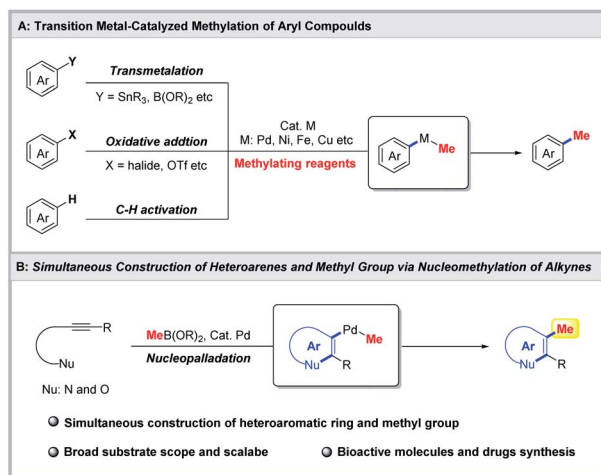 A: Transition Metal-Catalyzed Methylation of Aryl Compoulds
Y
Ar
Transmetalation
Y = SnR3, B(OR)2 etc
X
Ar
Oxidative addtion
X = halide, OTf etc
H
Ar
C-H activation
Cat. M
M: Pd, Ni, Fe, Cu etc
Methylating reagents
M
Me
Ar
Me
Ar
B: Simultaneous Construction of Heteroarenes and Methyl Group via Nucleomethylation of Alkynes
R
Nu
Nu: N and O
MeB(OR)2, Cat. Pd
Nucleopalladation
Pd
Me
Ar
Nu
R
Me
Ar
Nu
R
Simultaneous construction of heteroaromatic ring and methyl group
Broad substrate scope and scalabe
Bioactive molecules and drugs synthesis